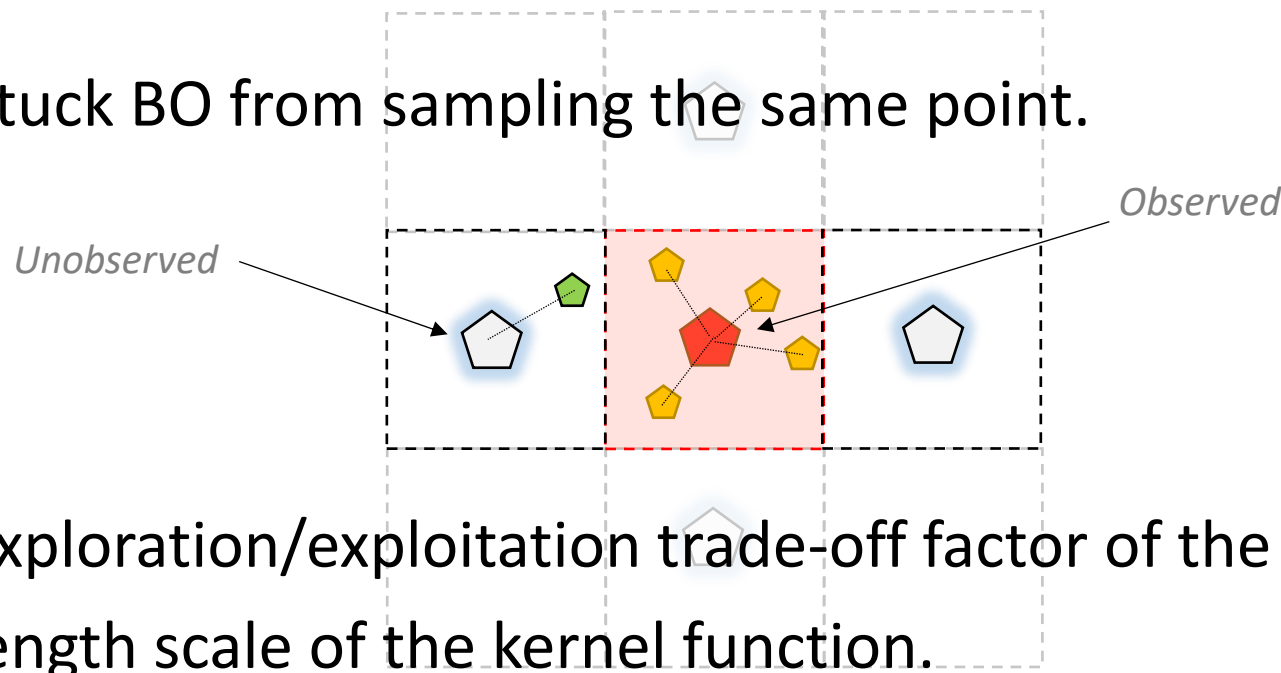 tuck BO from sampling the same point.
Observed
Unobserved
xploration/exploitation trade-off factor of the
ength scale of the kernel function.